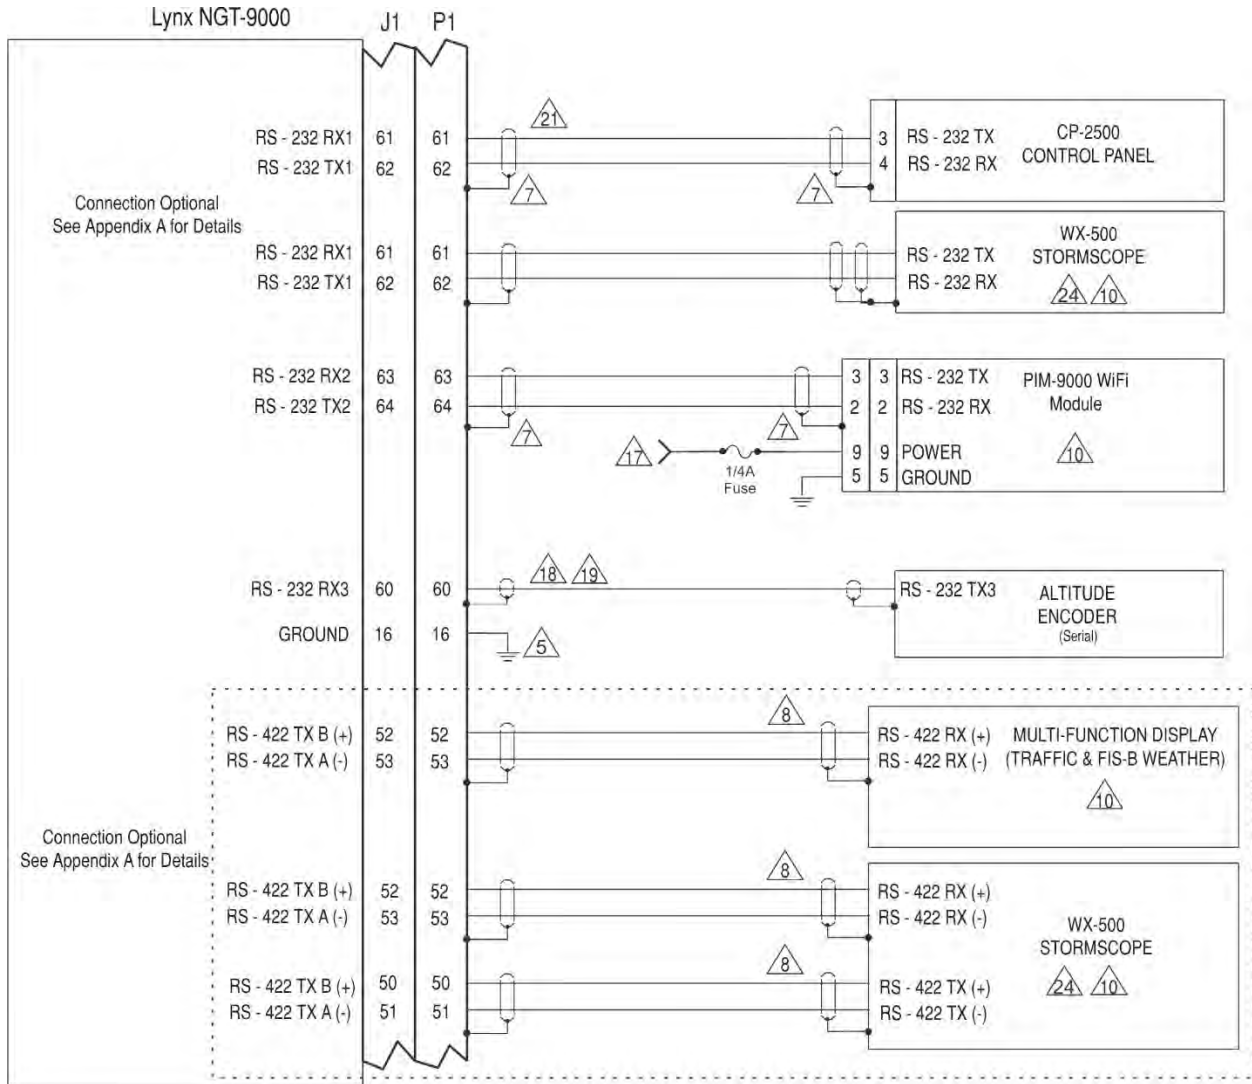 Lynx NGT-9000
J1 P1
RS - 232 RX1 61 61 21 3 RS - 232 TX CP-2500
RS - 232 TX1 62 62 4 RS - 232 RX CONTROL PANEL
7 7
Connection Optional
See Appendix A for Details
RS - 232 RX1 61 61 RS - 232 TX WX-500
RS - 232 TX1 62 62 RS - 232 RX STORMSCOPE
24 10
RS - 232 RX2 63 63 3 3 RS - 232 TX PIM-9000 WiFi
RS - 232 TX2 64 64 2 2 RS - 232 RX Module
7 7
17 9 9 POWER 10
1/4A 5 5 GROUND
Fuse
18 19
RS - 232 RX3 60 60 RS - 232 TX3 ALTITUDE
ENCODER
(Serial)
GROUND 16 16 5
8
RS - 422 TX B (+) 52 52 RS - 422 RX (+) MULTI-FUNCTION DISPLAY
RS - 422 TX A (-) 53 53 RS - 422 RX (-) (TRAFFIC & FIS-B WEATHER)
10
Connection Optional
See Appendix A for Details
8
RS - 422 TX B (+) 52 52 RS - 422 RX (+)
RS - 422 TX A (-) 53 53 RS - 422 RX (-)
WX-500
STORMSCOPE
8
RS - 422 TX B (+) 50 50 RS - 422 TX (+) 24 10
RS - 422 TX A (-) 51 51 RS - 422 TX (-)